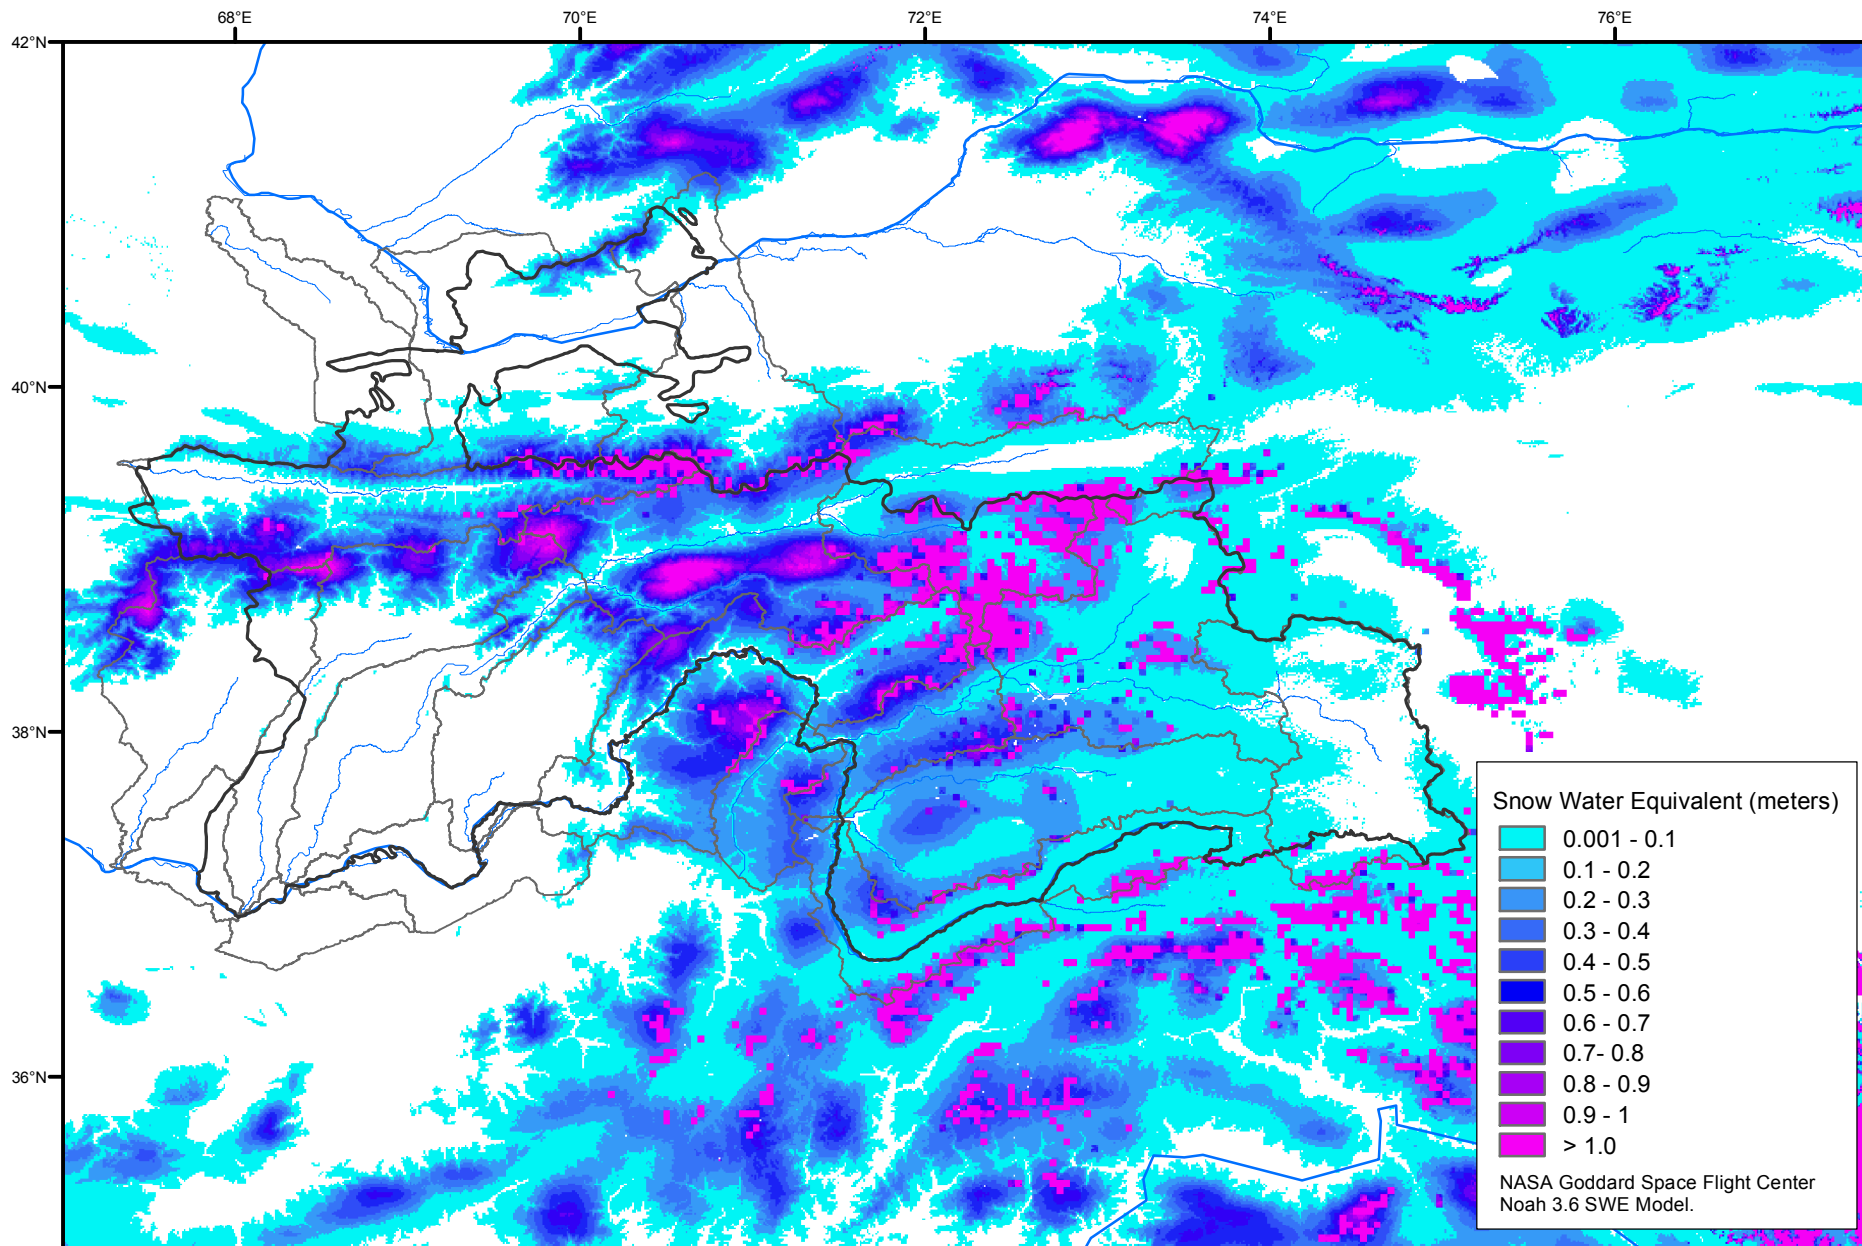 68°E
70°E
72°E
74°E
76°E
42°N
40°N
38°N
36°N
Snow Water Equivalent (meters)
0.001 - 0.1
0.1 - 0.2
0.2 - 0.3
0.3 - 0.4
0.4 - 0.5
0.5 - 0.6
0.6 - 0.7
0.7- 0.8
0.8 - 0.9
0.9 - 1
> 1.0
NASA Goddard Space Flight Center
Noah 3.6 SWE Model.